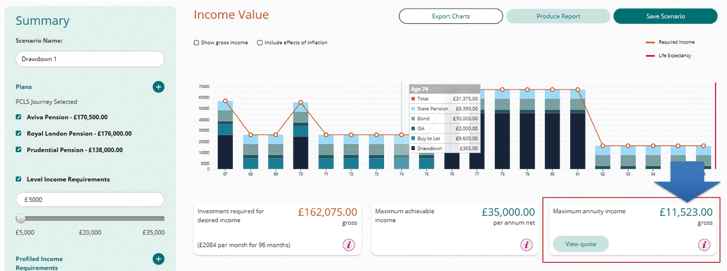 Summary
Scenario Name:
Drawdown 1
Plans
PCLS Journey Selected
Aviva Pension - £170,500.00
Royal London Pension - £176,000.00
Prudential Pension - £138,000.00
Level Income Requirements
£5000
£5,000 £20,000 £35,000
Profiled Income
Requirements
Income Value
Export Charts
Produce Report
Save Scenario
Show gross income
Include effects of inflation
Required Income
Life Expectancy
70000
60000
50000
40000
30000
20000
10000
0
Age 74
Total £31,375.00
State Pension £8,390.00
Bond £10,000.00
ISA £3,000.00
Buy to Let £9,600.00
Drawdown £385.00
67 68 69 70 71 72 73 74 75 76 77 78 79 80 81 82 83 84 85
Investment required for
desired income
£162,075.00
gross
(£2084 per month for 96 months)
i
Maximum achievable
income
£35,000.00
per annum net
i
Maximum annuity income
£11,523.00
gross
View quote
i